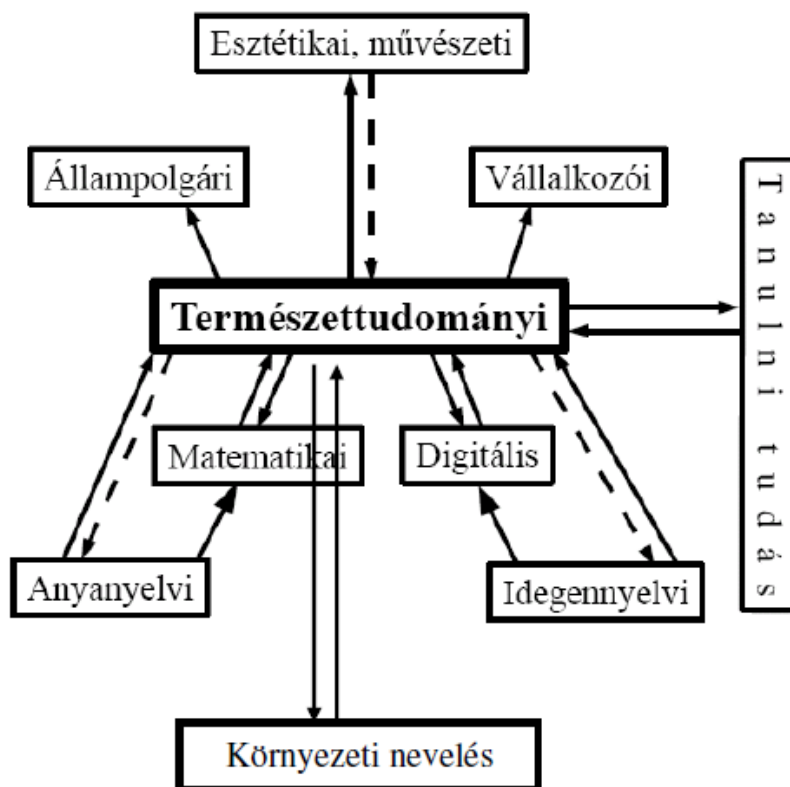 Esztétikai, művészeti
Állampolgári
Vállalkozói
Természettudományi
Tanulni tudás
Matematikai
Digitális
Anyanyelvi
Idegennyelvi
Környezeti nevelés